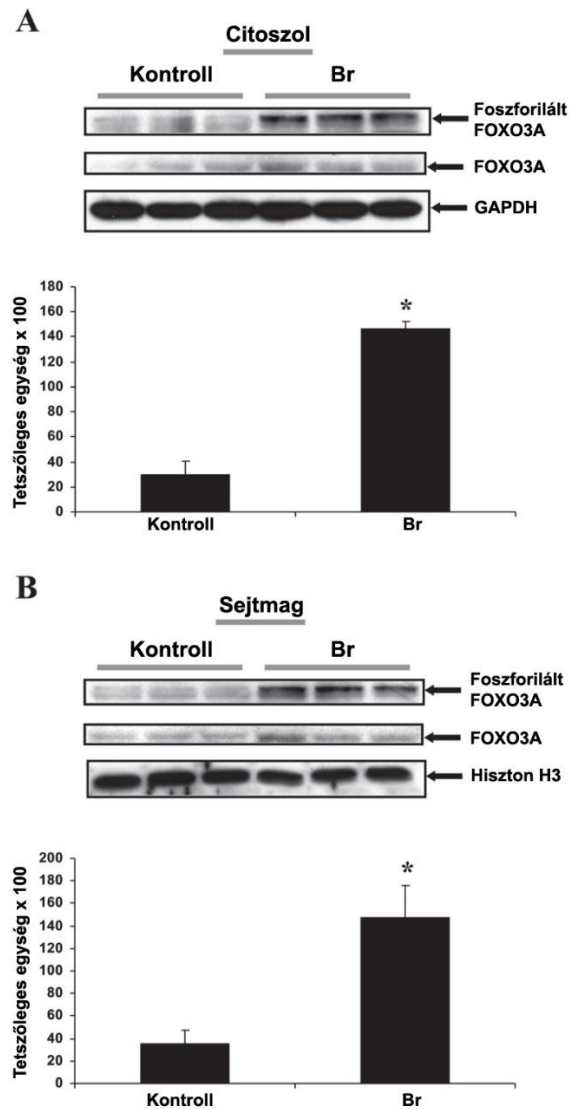 A
Citoszol
Kontroll Br
Foszforilált
FOXO3A
FOXO3A
GAPDH
Tetszőleges egység x 100
180
160
140
120
100
80
60
40
20
0
*
Kontroll Br
B
Sejtmag
Kontroll Br
Foszforilált
FOXO3A
FOXO3A
Hiszton H3
Tetszőleges egység x 100
200
180
160
140
120
100
80
60
40
20
0
*
Kontroll Br